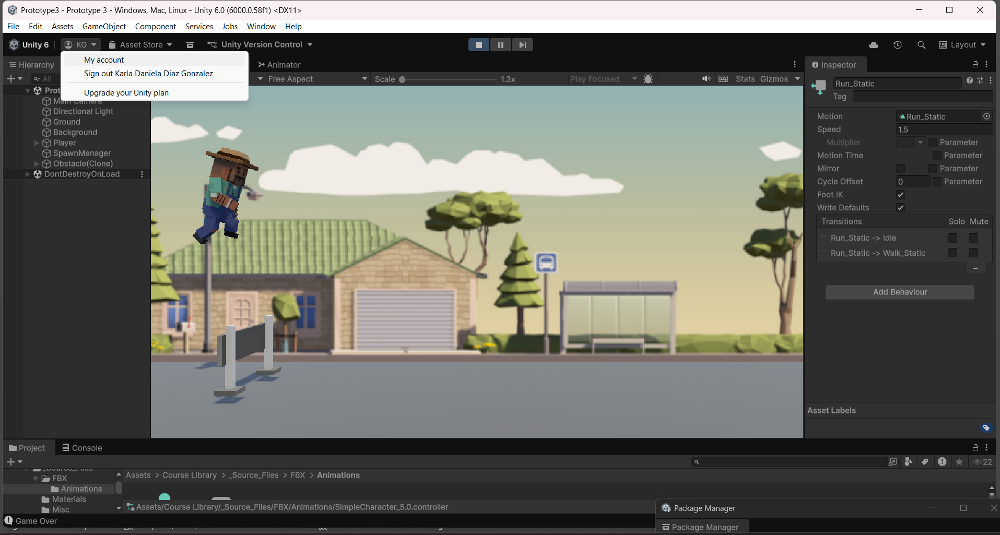 Prototype3 - Prototype 3 - Windows, Mac, Linux - Unity 6.0 (6000.0.58f1) <DX11>
File Edit Assets GameObject Component Services Jobs Window Help
Unity 6 KG Asset Store Unity Version Control Layout
My account
Sign out Karla Daniela Diaz Gonzalez
Upgrade your Unity plan
Hierarchy
All
Prot
Main Camera
Directional Light
Ground
Background
Player
SpawnManager
Obstacle(Clone)
DontDestroyOnLoad
Animator
Free Aspect Scale 1.3x Play Focused Stats Gizmos
Inspector
Run_Static
Tag
Motion Run_Static
Speed 1.5
Multiplier Parameter
Motion Time Parameter
Mirror Parameter
Cycle Offset 0 Parameter
Foot IK
Write Defaults
Transitions Solo Mute
Run_Static -> Idle
Run_Static -> Walk_Static
Add Behaviour
Asset Labels
Project Console
22
_Source_Files
FBX
Animations
Materials
Misc
Assets > Course Library > _Source_Files > FBX > Animations
Assets/Course Library/_Source_Files/FBX/Animations/SimpleCharacter_5.0.controller
Game Over
Package Manager
Package Manager